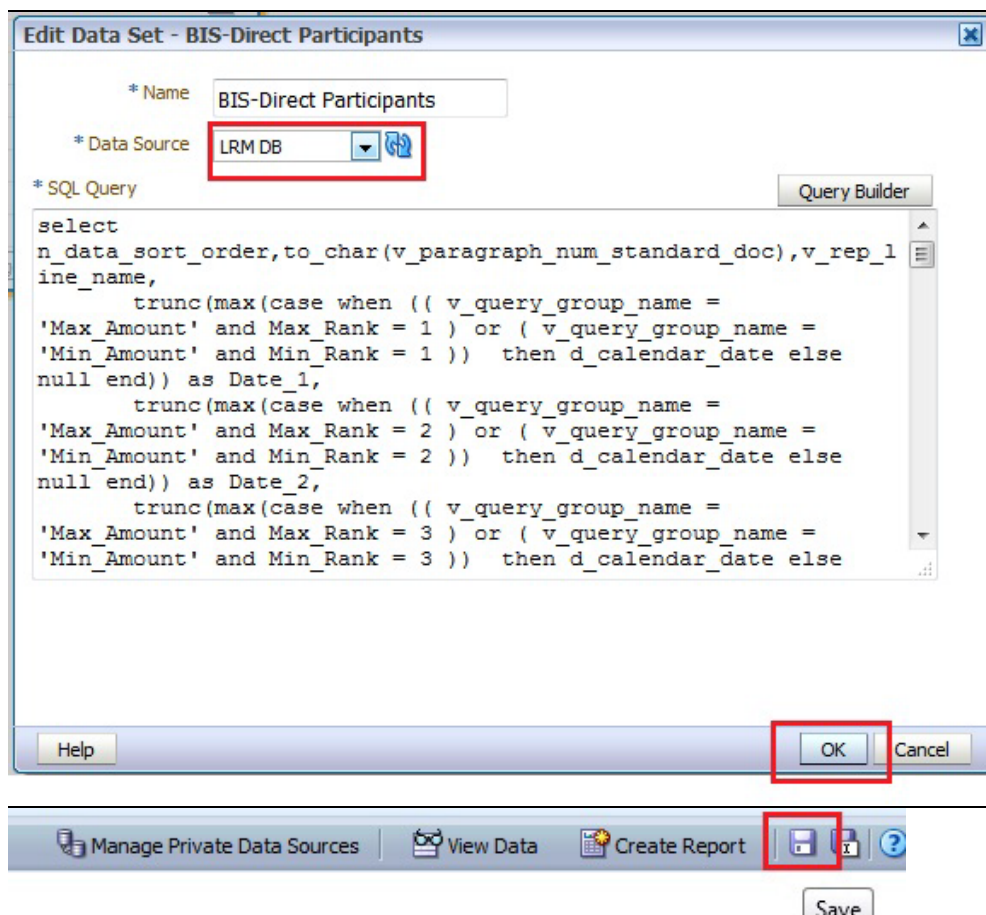 Edit Data Set - BIS-Direct Participants
* Name BIS-Direct Participants
* Data Source LRM DB
* SQL Query Query Builder
select
n_data_sort_order,to_char(v_paragraph_num_standard_doc),v_rep_l
ine_name,
trunc(max(case when (( v_query_group_name =
'Max_Amount' and Max_Rank = 1 ) or ( v_query_group_name =
'Min_Amount' and Min_Rank = 1 ))  then d_calendar_date else
null end)) as Date_1,
trunc(max(case when (( v_query_group_name =
'Max_Amount' and Max_Rank = 2 ) or ( v_query_group_name =
'Min_Amount' and Min_Rank = 2 ))  then d_calendar_date else
null end)) as Date_2,
trunc(max(case when (( v_query_group_name =
'Max_Amount' and Max_Rank = 3 ) or ( v_query_group_name =
'Min_Amount' and Min_Rank = 3 ))  then d_calendar_date else
Help OK Cancel
Manage Private Data Sources View Data Create Report
Save